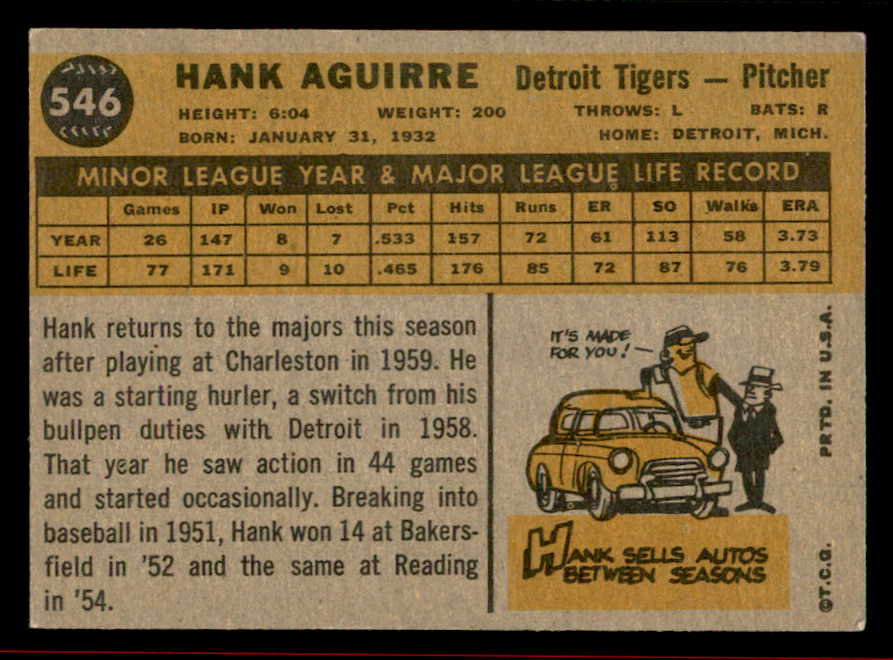 546
HANK AGUIRRE Detroit Tigers — Pitcher
HEIGHT: 6:04 WEIGHT: 200 THROWS: L BATS: R
BORN: JANUARY 31, 1932 HOME: DETROIT, MICH.
MINOR LEAGUE YEAR & MAJOR LEAGUE LIFE RECORD
Games IP Won Lost Pct Hits Runs ER SO Walks ERA
YEAR 26 147 8 7 .533 157 72 61 113 58 3.73
LIFE 77 171 9 10 .465 176 85 72 87 76 3.79
Hank returns to the majors this season
after playing at Charleston in 1959. He
was a starting hurler, a switch from his
bullpen duties with Detroit in 1958.
That year he saw action in 44 games
and started occasionally. Breaking into
baseball in 1951, Hank won 14 at Bakers-
field in '52 and the same at Reading
in '54.
IT'S MADE
FOR YOU! —
HANK SELLS AUTOS
BETWEEN SEASONS
©T.C.G. PRTD. IN U.S.A.